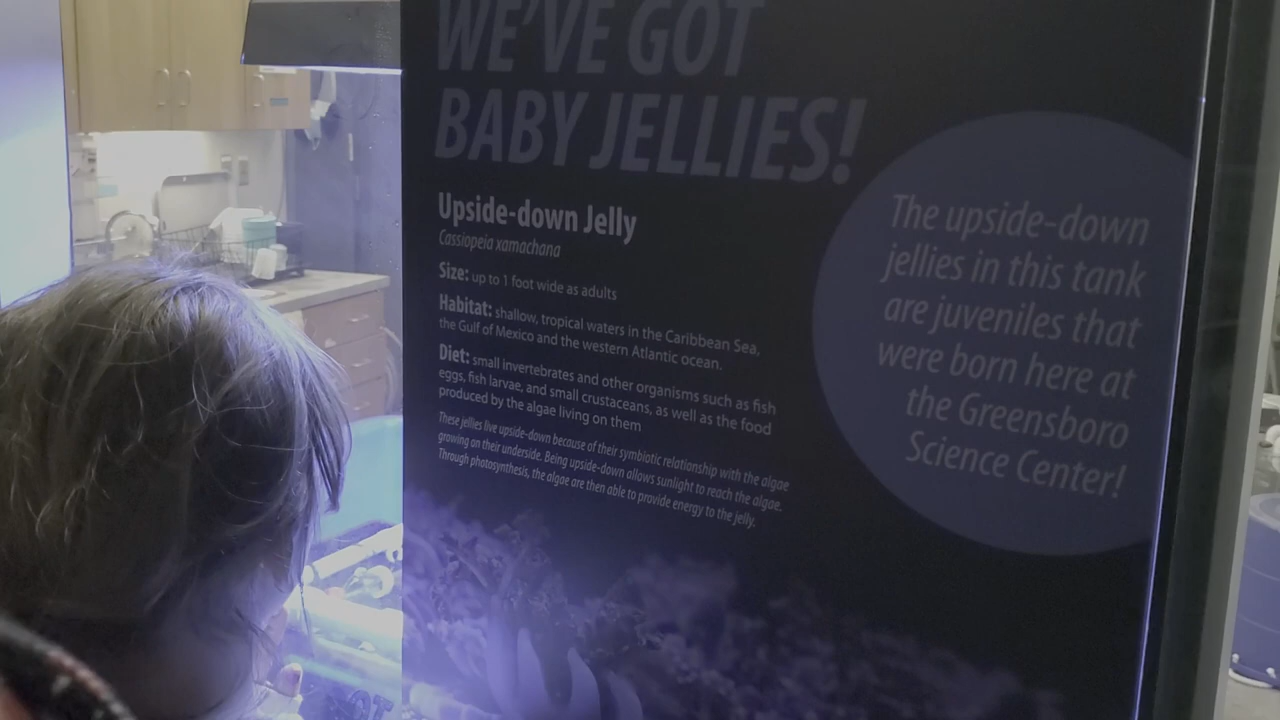 WE'VE GOT
BABY JELLIES!
Upside-down Jelly
Cassiopeia xamachana
Size: up to 1 foot wide as adults
Habitat: shallow, tropical waters in the Caribbean Sea,
the Gulf of Mexico and the western Atlantic ocean.
Diet: small invertebrates and other organisms such as fish
eggs, fish larvae, and small crustaceans, as well as the food
produced by the algae living on them
These jellies live upside-down because of their symbiotic relationship with the algae
growing on their underside. Being upside-down allows sunlight to reach the algae.
Through photosynthesis, the algae are then able to provide energy to the jelly.
The upside-down
jellies in this tank
are juveniles that
were born here at
the Greensboro
Science Center!